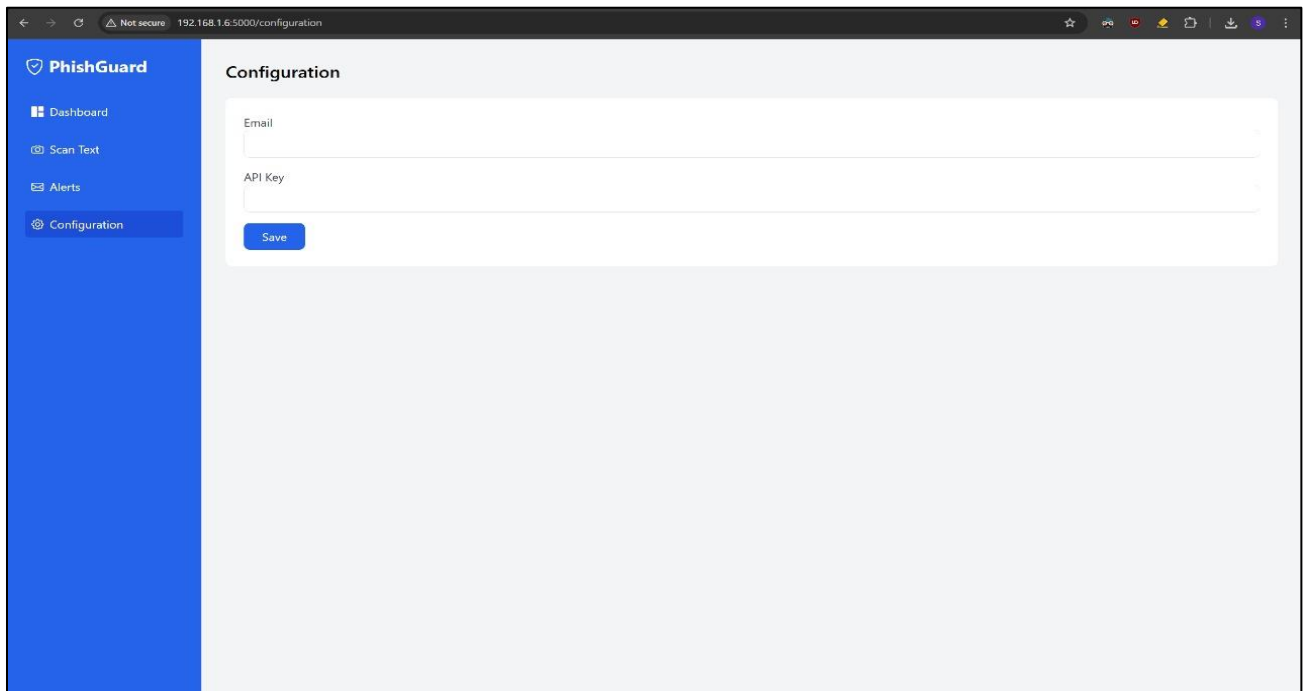 Not secure 192.168.1.6:5000/configuration
S
PhishGuard
Dashboard
Scan Text
Alerts
Configuration
Configuration
Email
API Key
Save